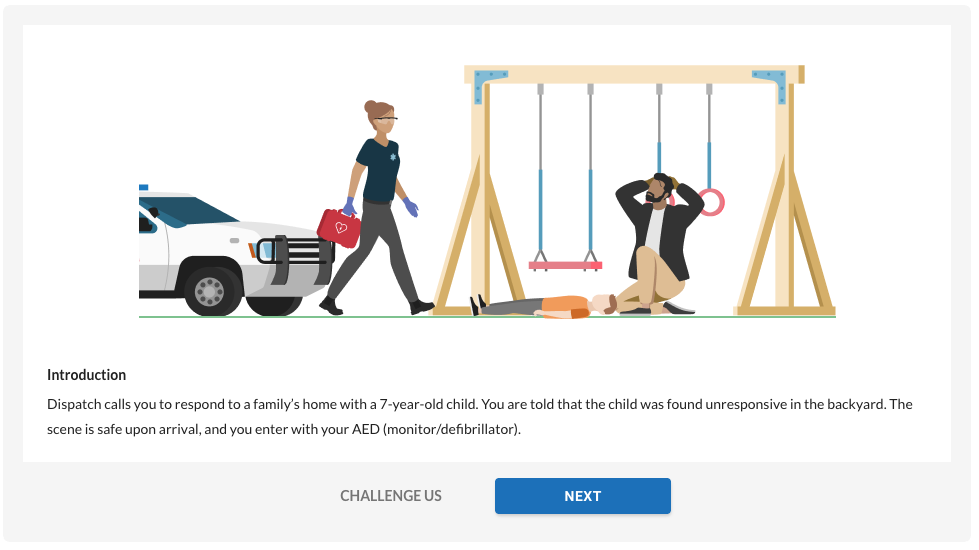 Introduction
Dispatch calls you to respond to a family’s home with a 7-year-old child. You are told that the child was found unresponsive in the backyard. The
scene is safe upon arrival, and you enter with your AED (monitor/defibrillator).
CHALLENGE US
NEXT